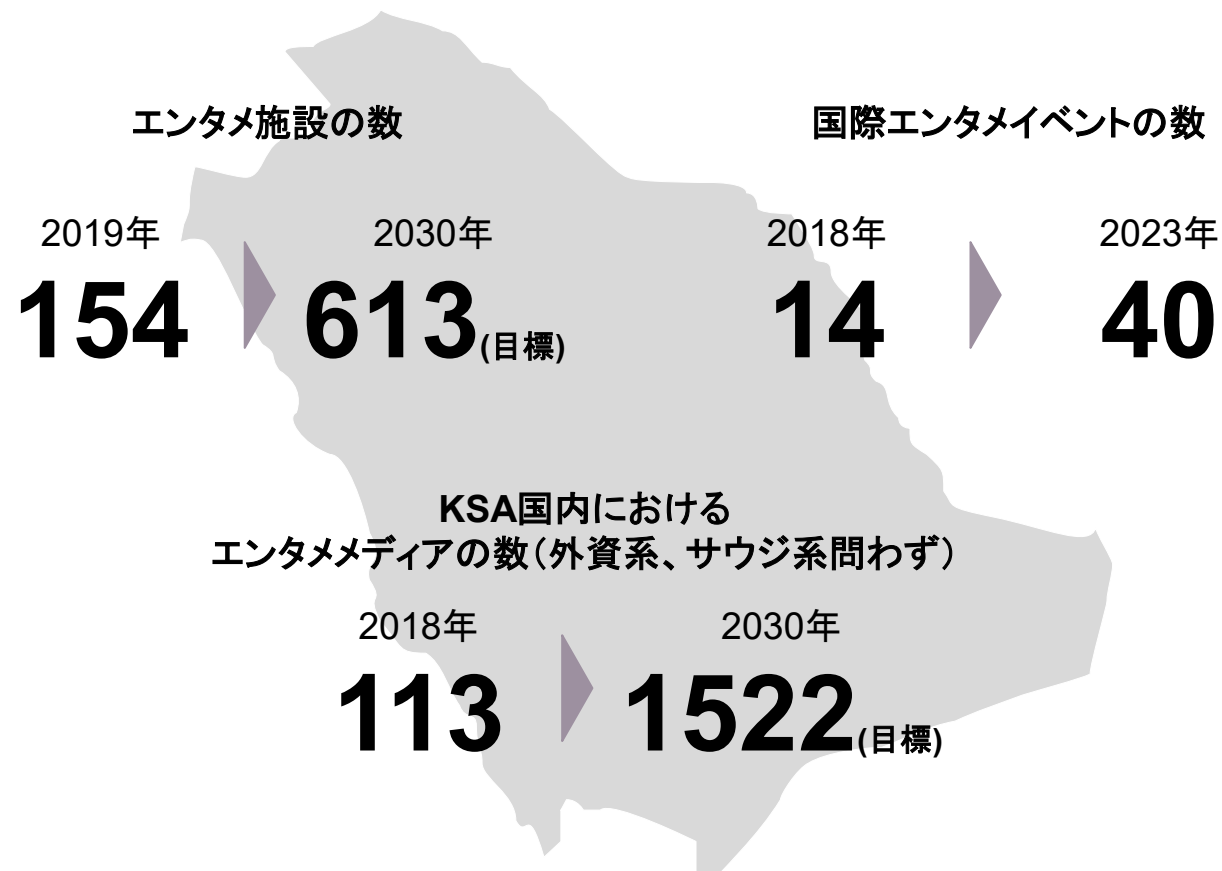 エンタメ施設の数
2019年
2030年
154
613(目標)
国際エンタメイベントの数
2018年
2023年
14
40
KSA国内における
エンタメメディアの数(外資系、サウジ系問わず)
2018年
2030年
113
1522(目標)